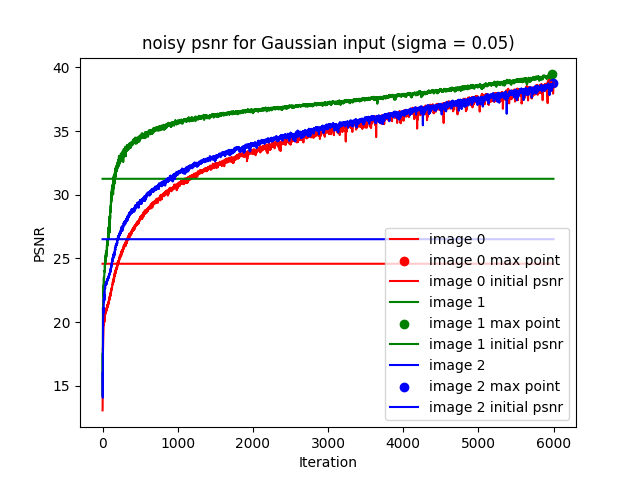 noisy psnr for Gaussian input (sigma = 0.05)
40
35
30
25
20
15
PSNR
0
1000
2000
3000
4000
5000
6000
Iteration
image 0
image 0 max point
image 0 initial psnr
image 1
image 1 max point
image 1 initial psnr
image 2
image 2 max point
image 2 initial psnr